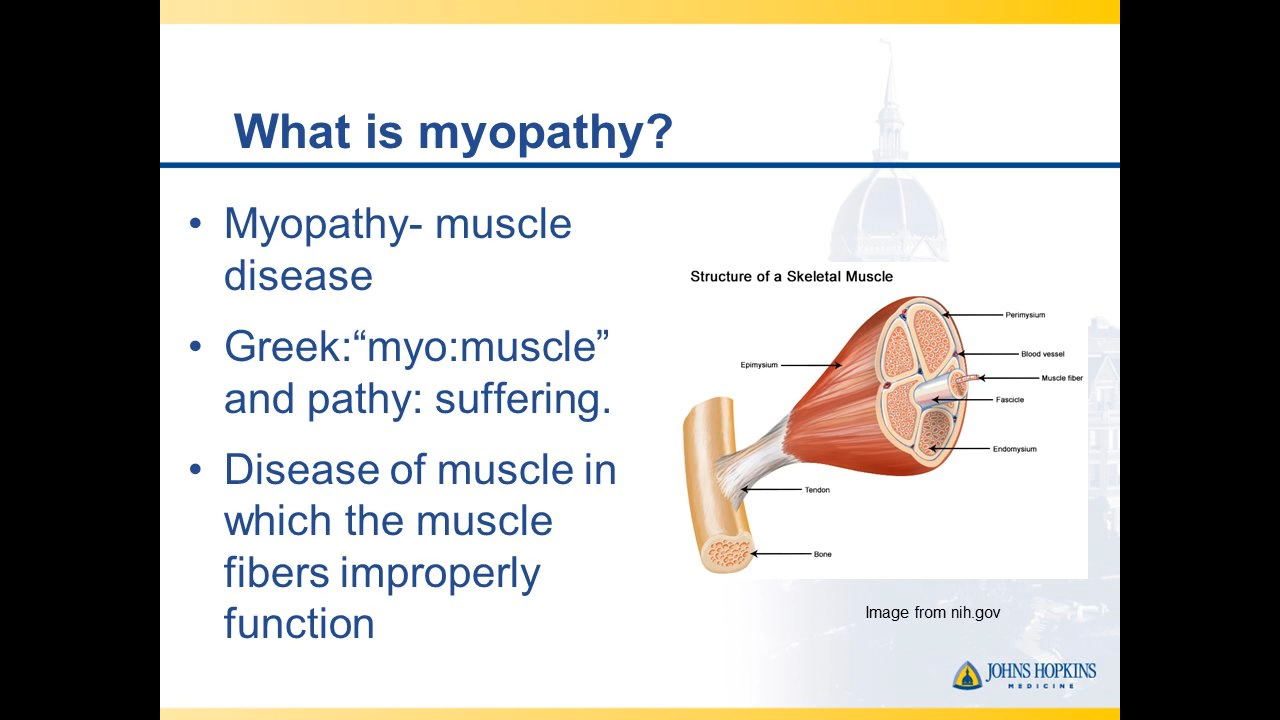 What is myopathy?
• Myopathy- muscle
disease
• Greek:“myo:muscle”
and pathy: suffering.
• Disease of muscle in
which the muscle
fibers improperly
function
Structure of a Skeletal Muscle
Perimysium
Blood vessel
Epimysium
Muscle fiber
Fascicle
Endomysium
Tendon
Bone
Image from nih.gov
JOHNS HOPKINS
MEDICINE